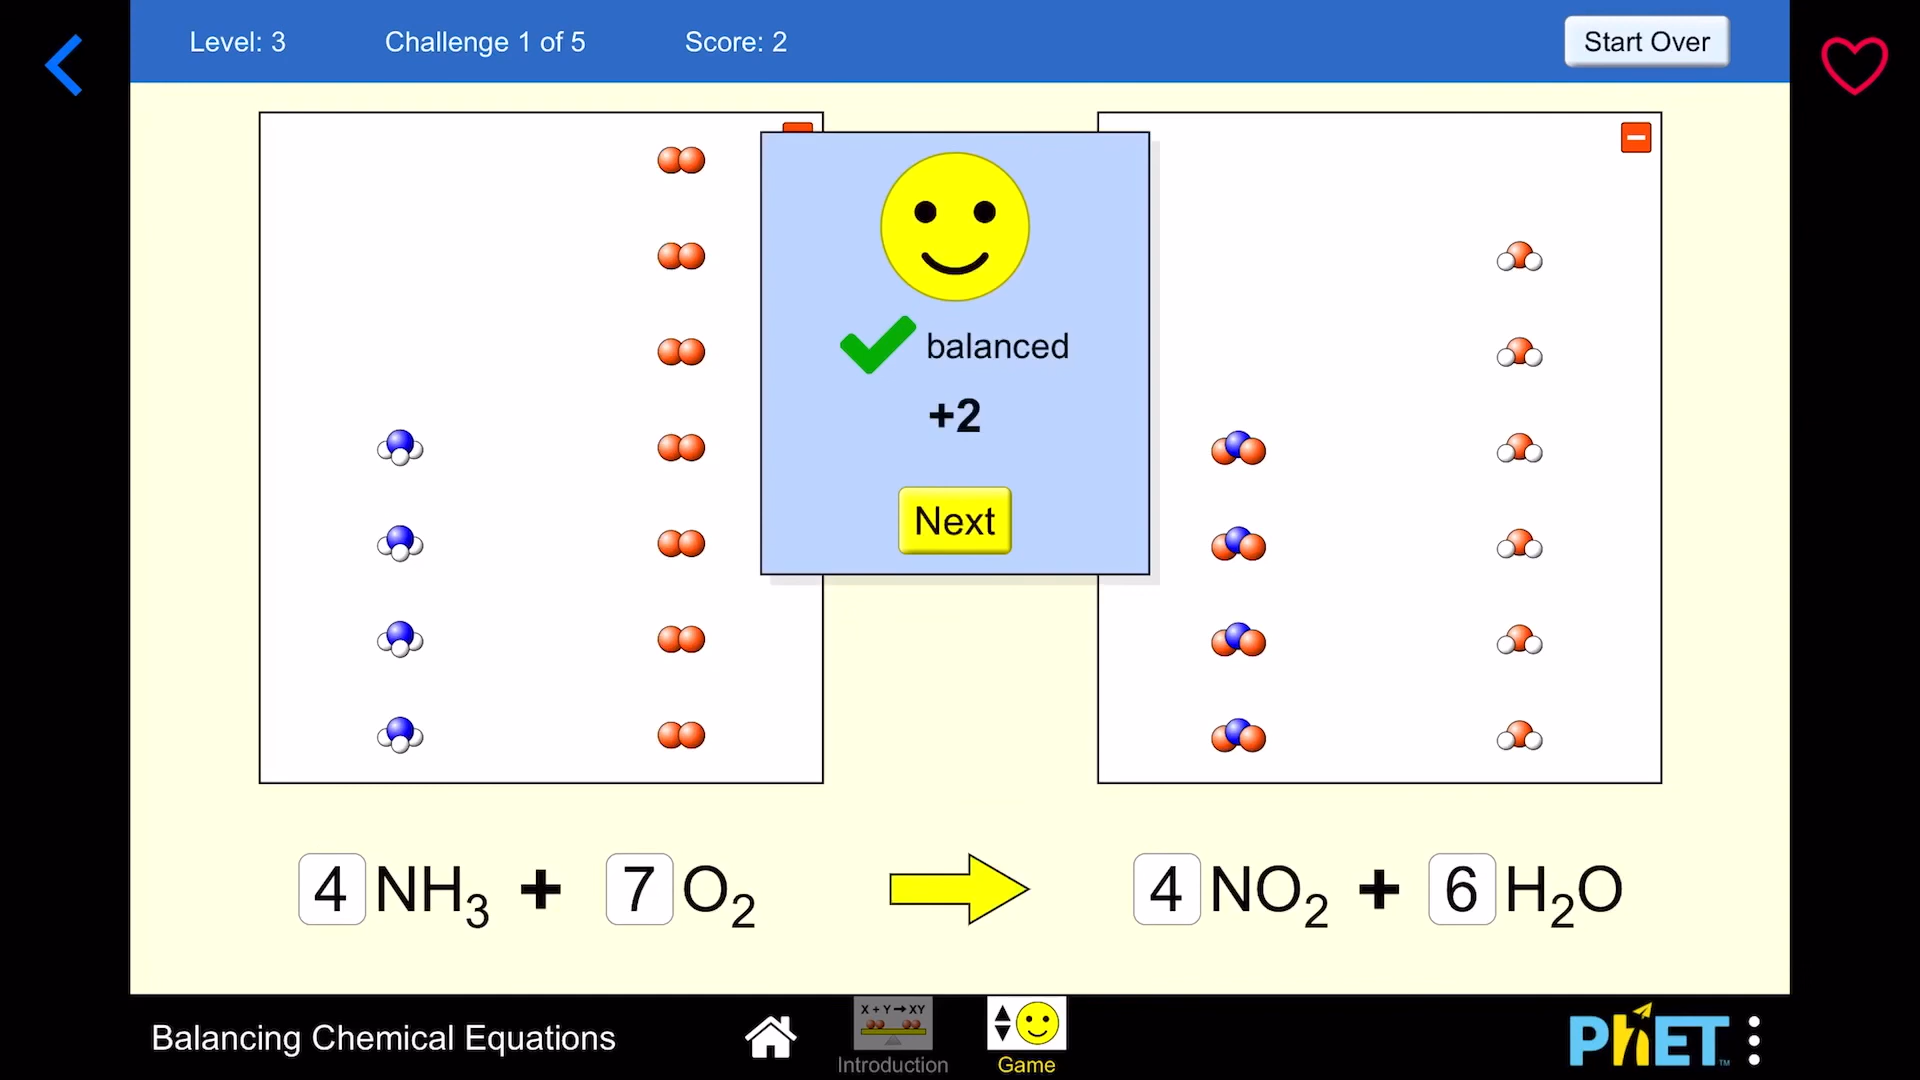 Level: 3 Challenge 1 of 5 Score: 2 Start Over
balanced
+2
Next
4 NH₃ + 7 O₂ 4 NO₂ + 6 H₂O
Balancing Chemical Equations
X + Y → XY
Introduction
Game
PhET™